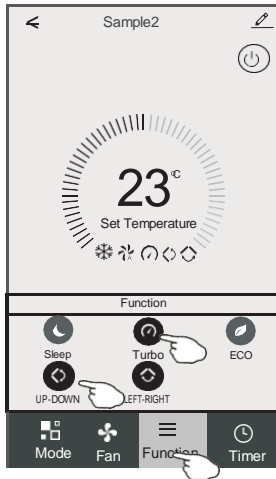 Sample2
23°C
Set Temperature
Function
Sleep Turbo ECO
UP-DOWN LEFT-RIGHT
Mode Fan Function Timer